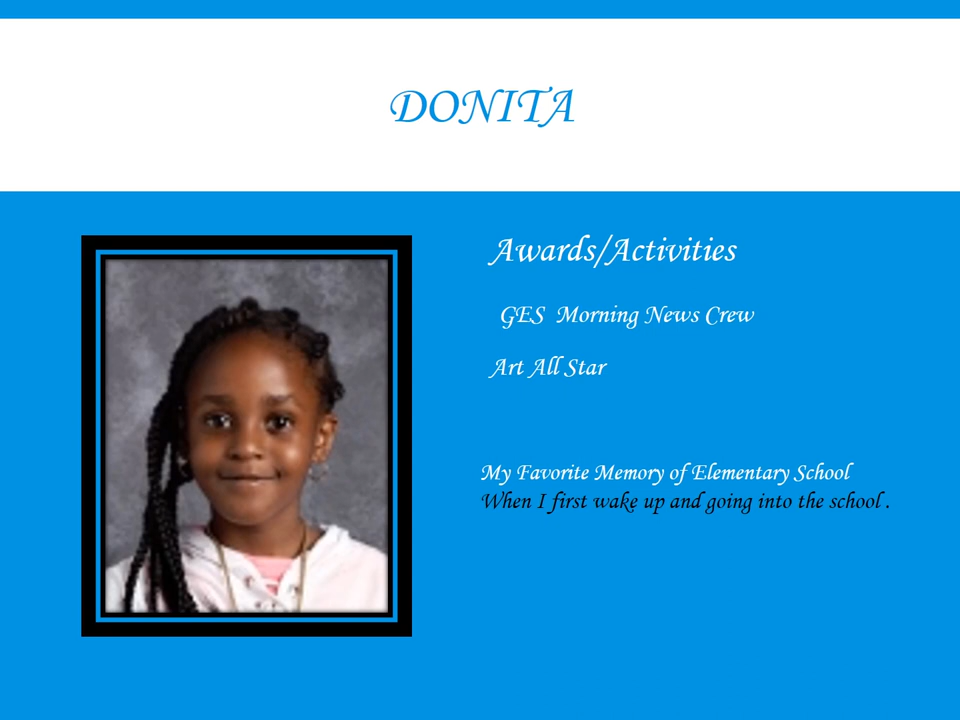 DONITA
Awards/Activities
GES Morning News Crew
Art All Star
My Favorite Memory of Elementary School
When I first wake up and going into the school .